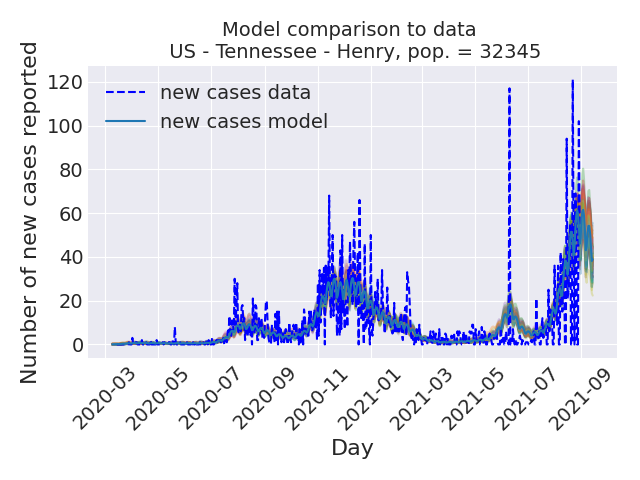 Model comparison to data
US - Tennessee - Henry, pop. = 32345
Number of new cases reported
120
100
80
60
40
20
0
new cases data
new cases model
2020-03
2020-05
2020-07
2020-09
2020-11
2021-01
2021-03
2021-05
2021-07
2021-09
Day